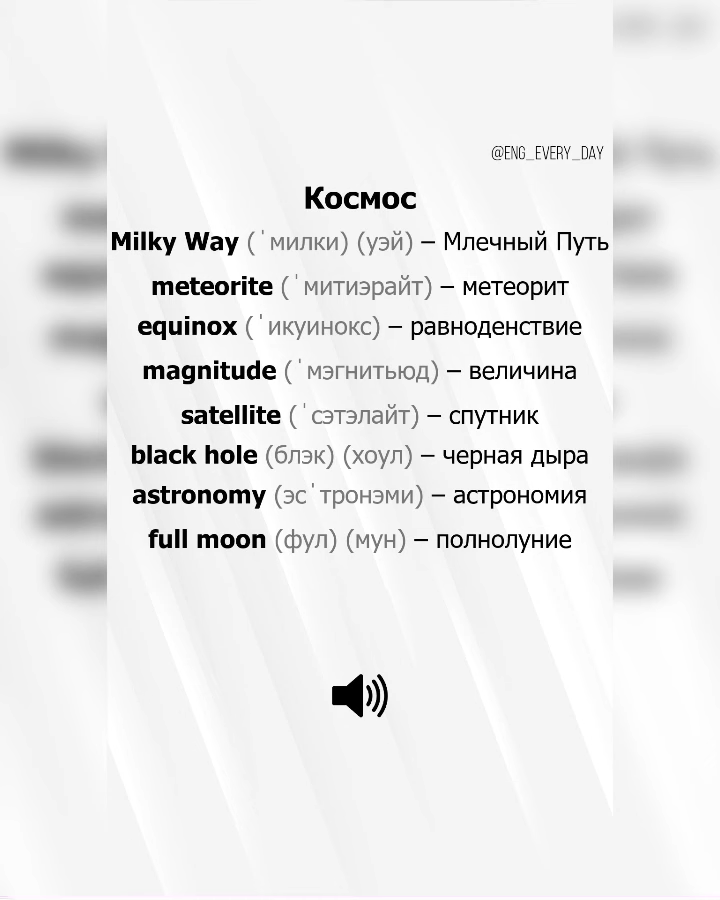 @ENG_EVERY_DAY
Космос
Milky Way (ˈмилки) (уэй) – Млечный Путь
meteorite (ˈмитиэрайт) – метеорит
equinox (ˈикуинокс) – равноденствие
magnitude (ˈмэгнитьюд) – величина
satellite (ˈсэтэлайт) – спутник
black hole (блэк) (хоул) – черная дыра
astronomy (эсˈтронэми) – астрономия
full moon (фул) (мун) – полнолуние